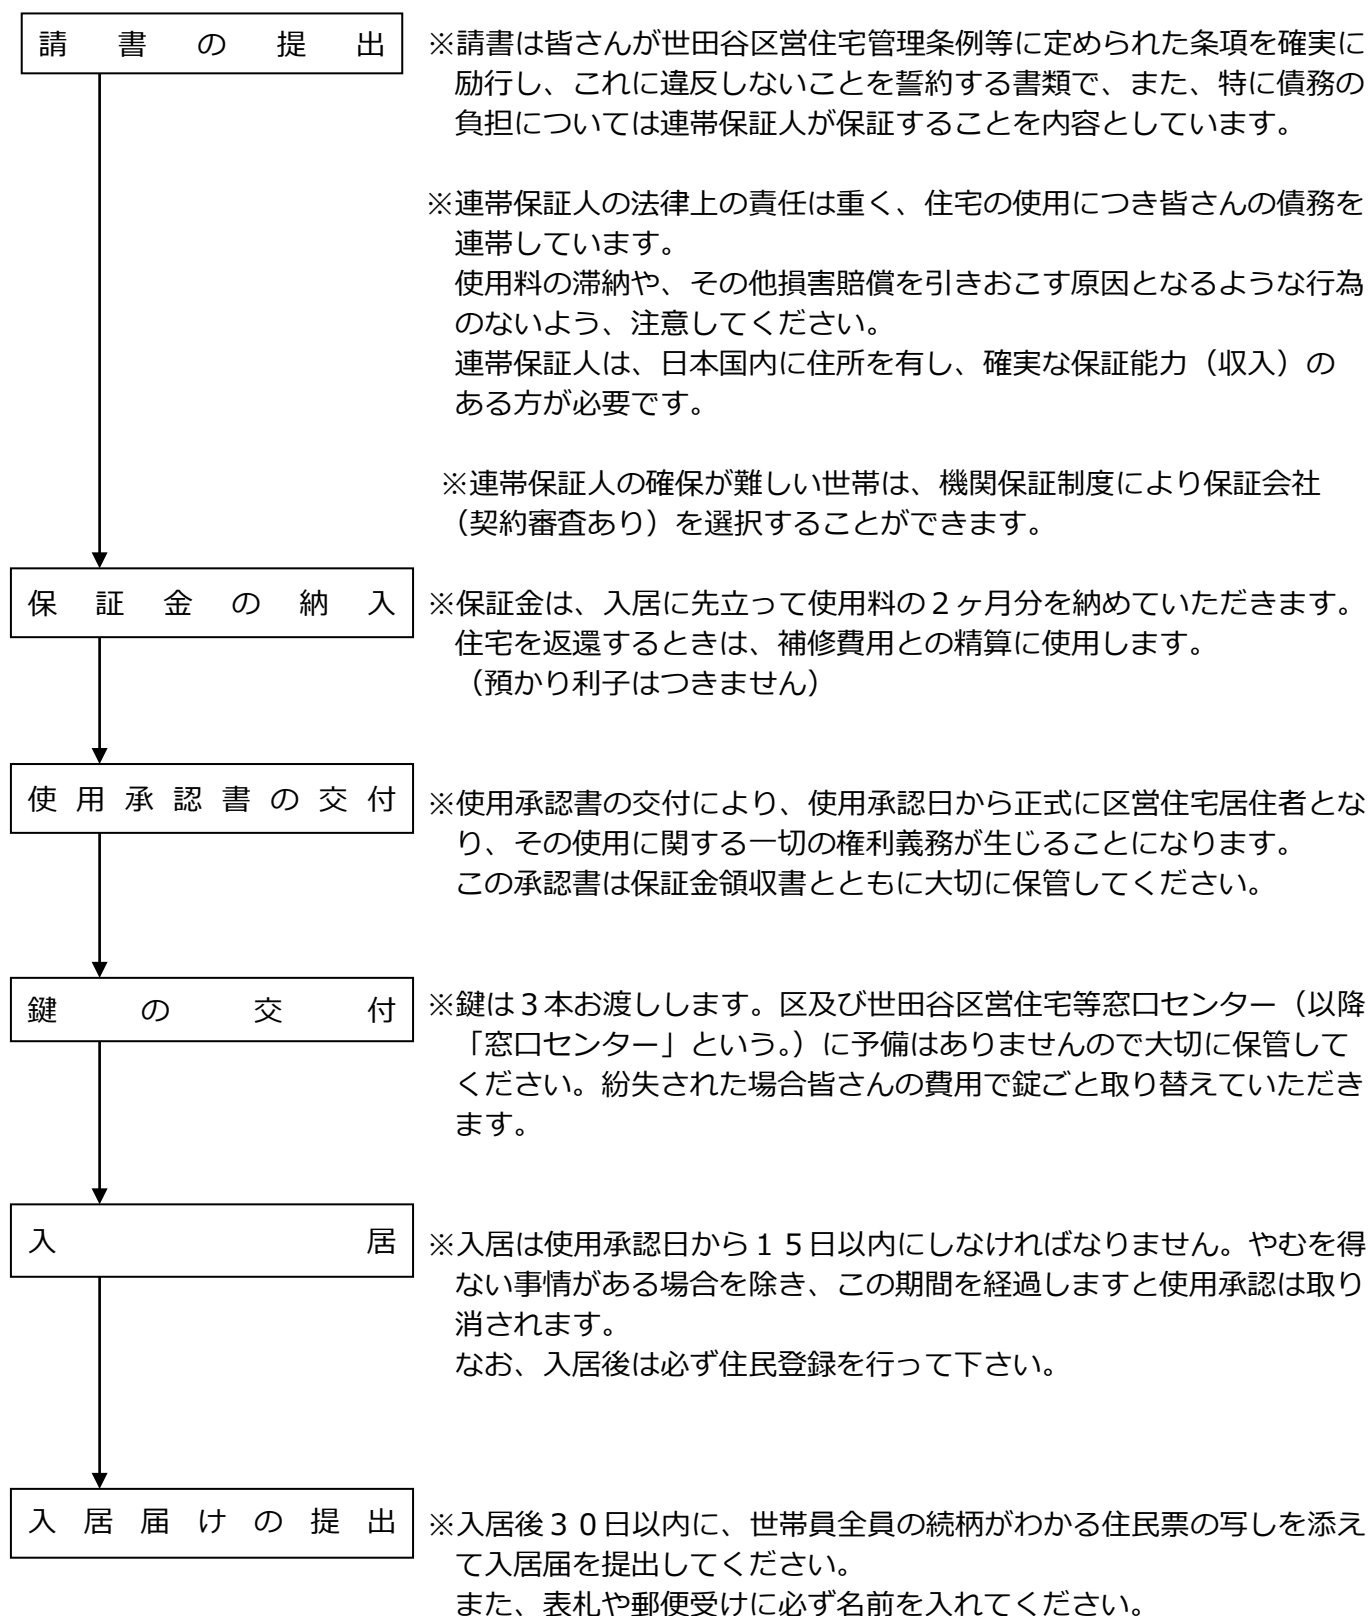 請書の提出
※請書は皆さんが世田谷区営住宅管理条例等に定められた条項を確実に
励行し、これに違反しないことを誓約する書類で、また、特に債務の
負担については連帯保証人が保証することを内容としています。
※連帯保証人の法律上の責任は重く、住宅の使用につき皆さんの債務を
連帯しています。
使用料の滞納や、その他損害賠償を引きおこす原因となるような行為
のないよう、注意してください。
連帯保証人は、日本国内に住所を有し、確実な保証能力（収入）の
ある方が必要です。
※連帯保証人の確保が難しい世帯は、機関保証制度により保証会社
（契約審査あり）を選択することができます。
保証金の納入
※保証金は、入居に先立って使用料の２ヶ月分を納めていただきます。
住宅を返還するときは、補修費用との精算に使用します。
（預かり利子はつきません）
使用承認書の交付
※使用承認書の交付により、使用承認日から正式に区営住宅居住者とな
り、その使用に関する一切の権利義務が生じることになります。
この承認書は保証金領収書とともに大切に保管してください。
鍵の交付
※鍵は３本お渡しします。区及び世田谷区営住宅等窓口センター（以降
「窓口センター」という。）に予備はありませんので大切に保管して
ください。紛失された場合皆さんの費用で錠ごと取り替えていただき
ます。
入居
※入居は使用承認日から１５日以内にしなければなりません。やむを得
ない事情がある場合を除き、この期間を経過しますと使用承認は取り
消されます。
なお、入居後は必ず住民登録を行って下さい。
入居届けの提出
※入居後３０日以内に、世帯員全員の続柄がわかる住民票の写しを添え
て入居届を提出してください。
また、表札や郵便受けに必ず名前を入れてください。